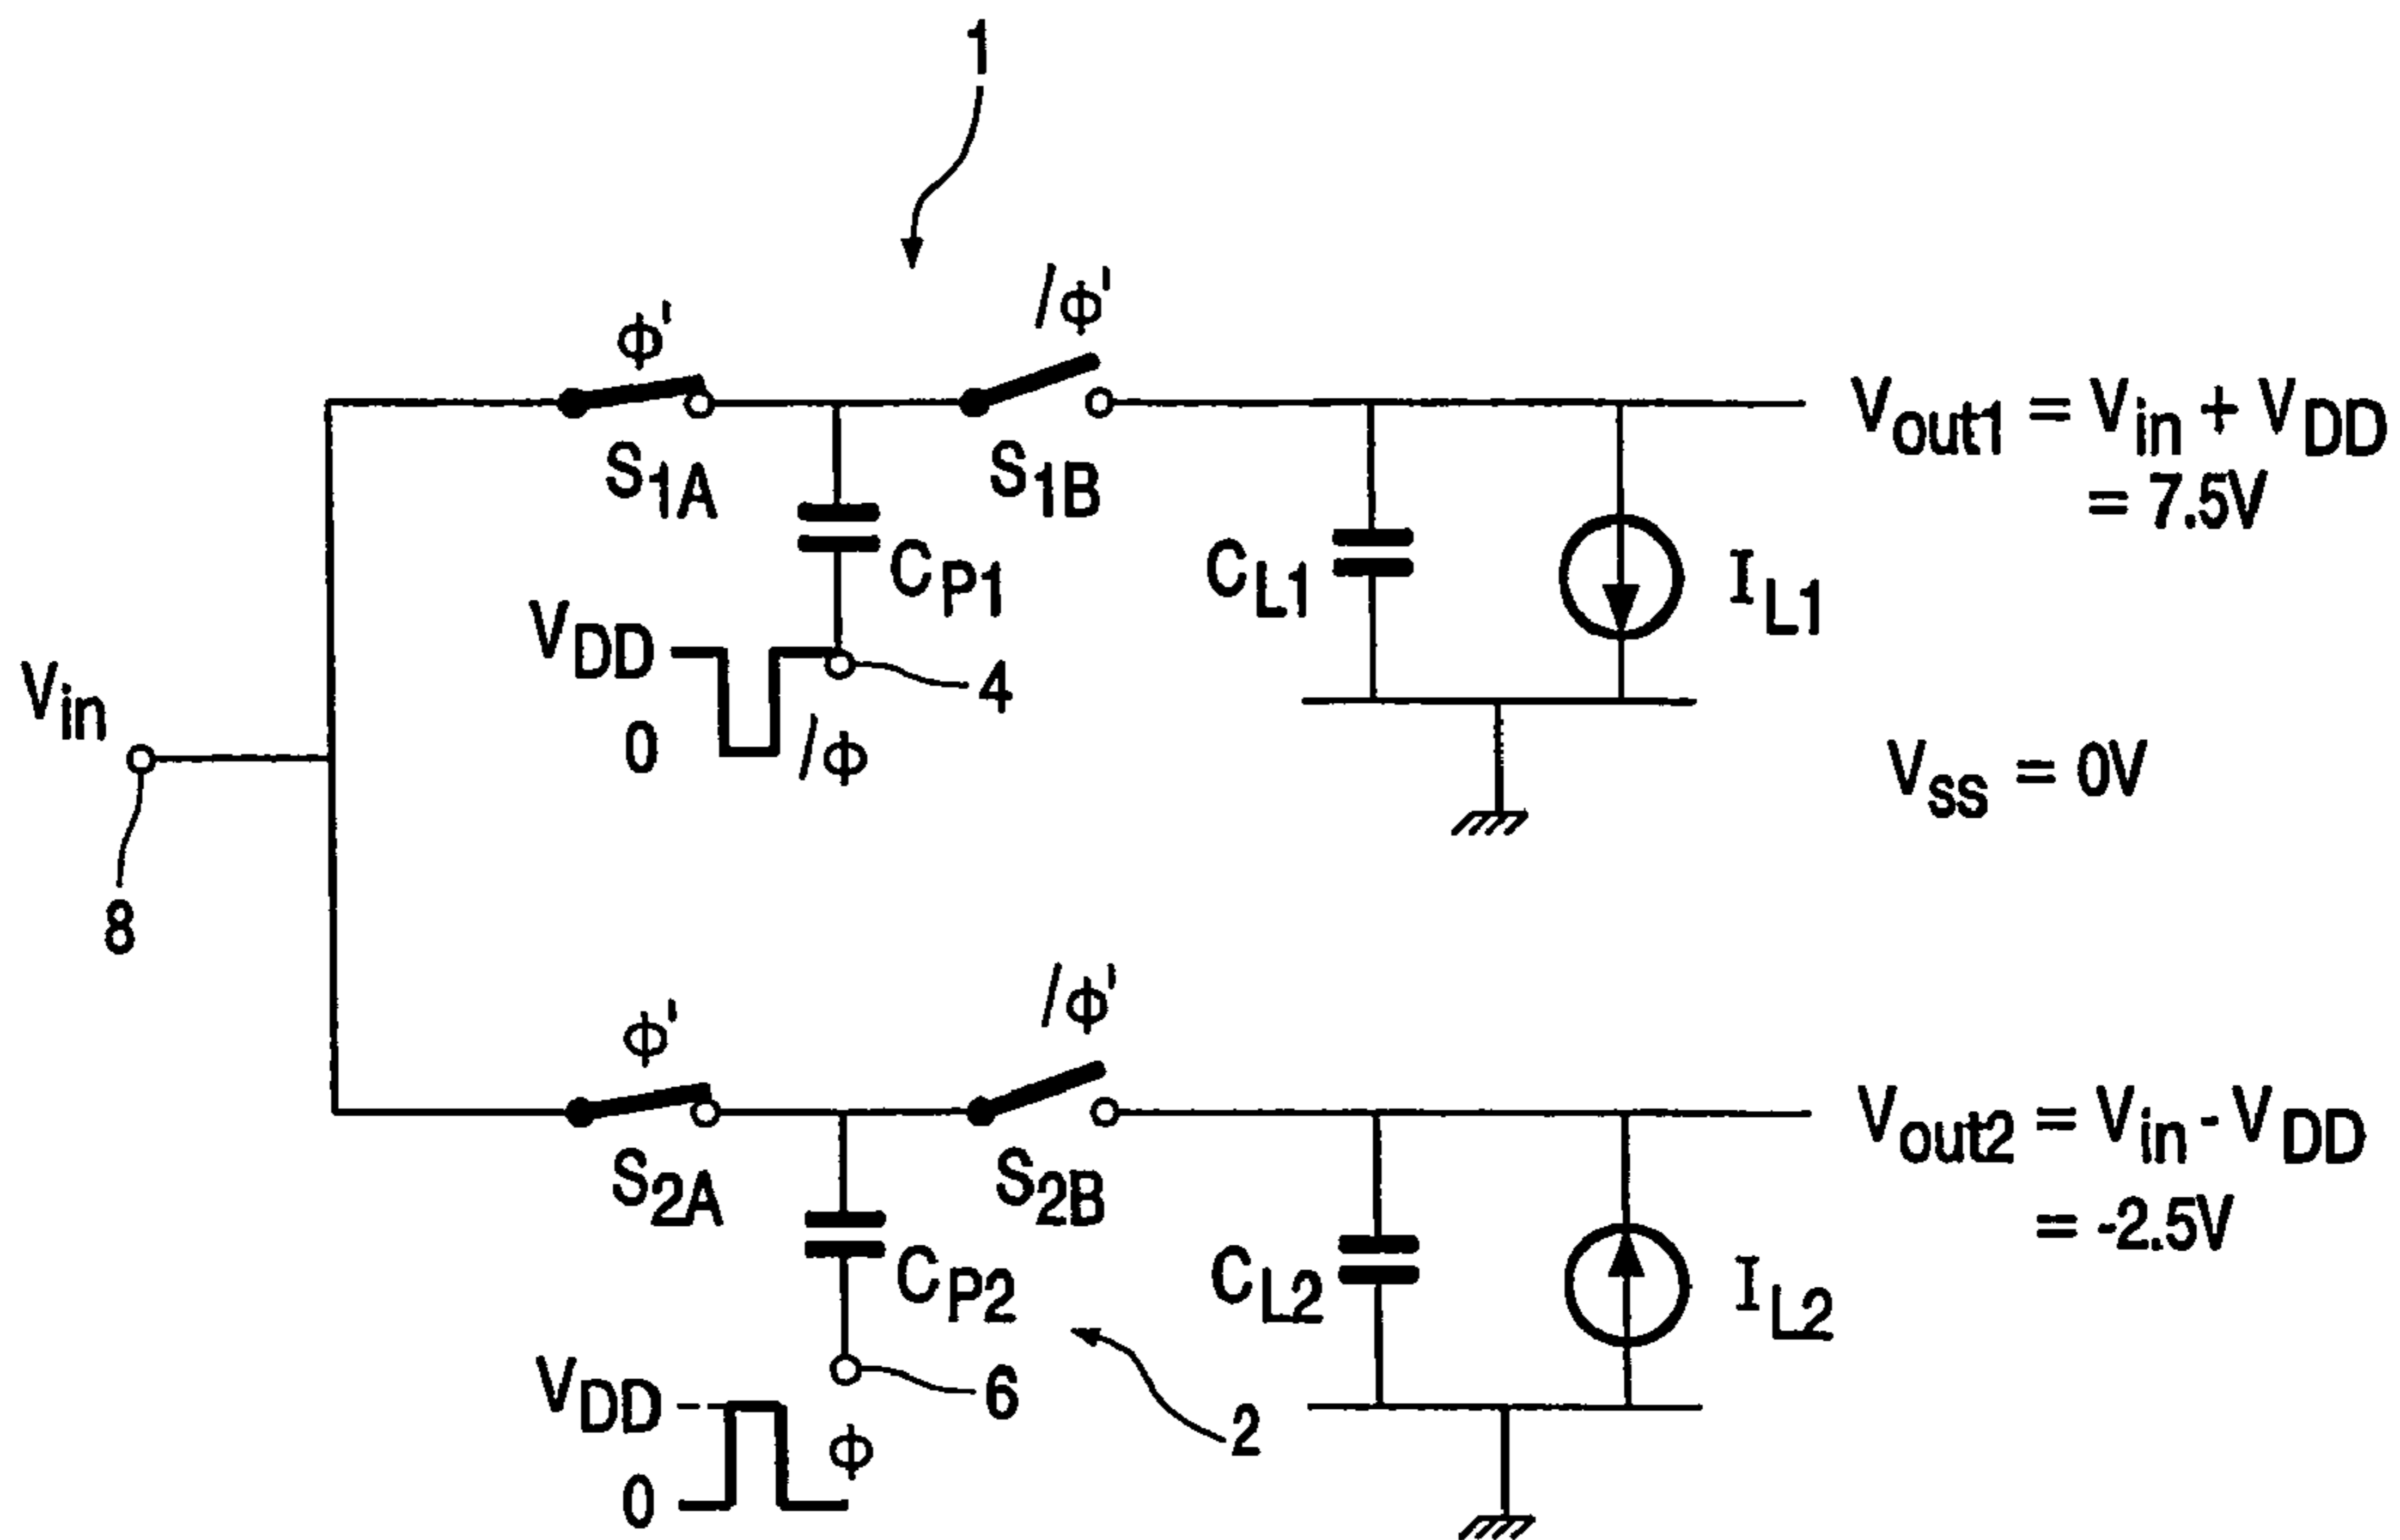 1
ϕ'
/ϕ'
S1A
S1B
Vout1 = Vin + VDD
= 7.5V
CP1
CL1
IL1
VDD
4
0
/ϕ
Vin
8
Vss = 0V
ϕ'
/ϕ'
S2A
S2B
Vout2 = Vin - VDD
= -2.5V
CP2
CL2
IL2
VDD
6
2
0
ϕ